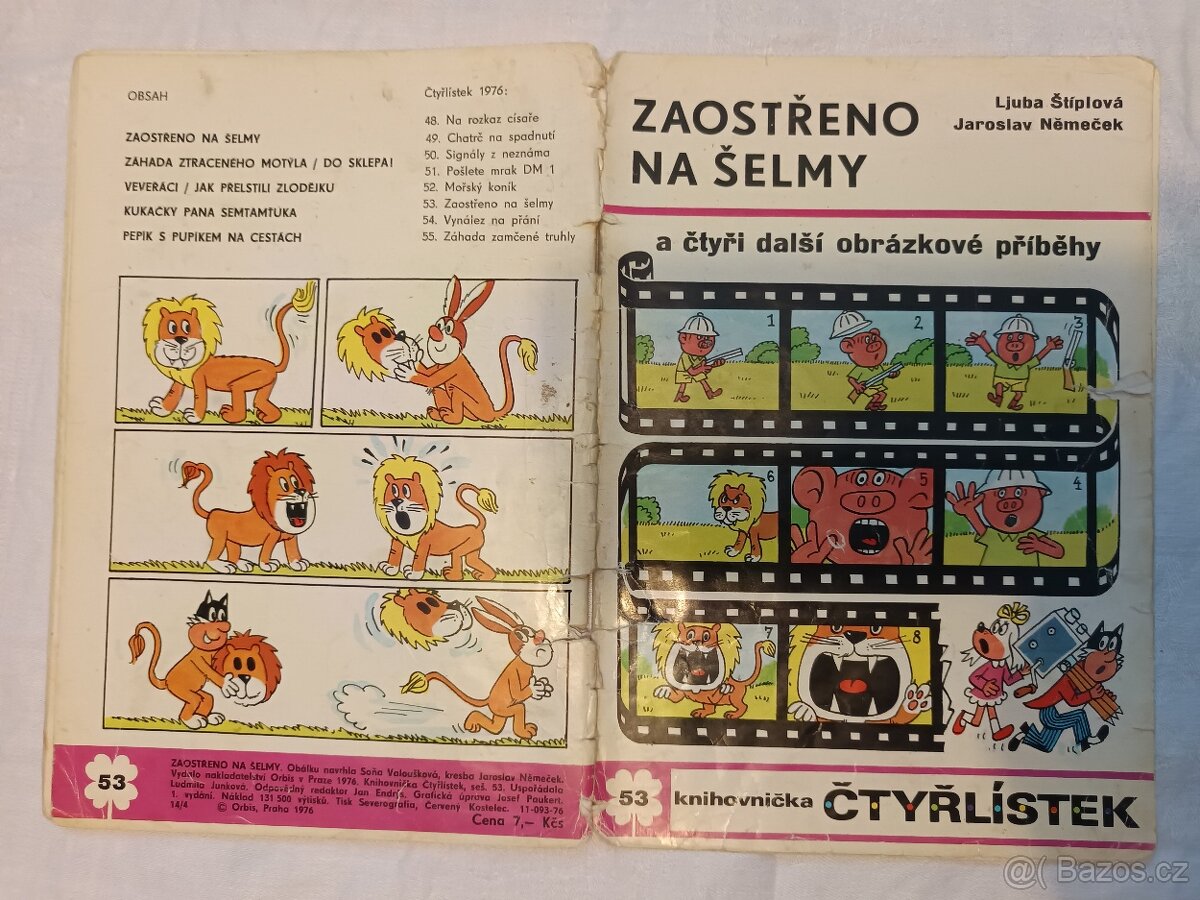 OBSAH
ZAOSTŘENO NA ŠELMY
ZÁHADA ZTRACENÉHO MOTÝLA / DO SKLEPA!
VEVERÁCI / JAK PŘELSTILI ZLODĚJKU
KUKAČKY PANA SEMTAMŤUKA
PEPÍK S PUPÍKEM NA CESTÁCH
Čtyřlístek 1976:
48. Na rozkaz císaře
49. Chatrč na spadnutí
50. Signály z neznáma
51. Pošlete mrak DM 1
52. Mořský koník
53. Zaostřeno na šelmy
54. Vynález na přání
55. Záhada zamčené truhly
53
ZAOSTŘENO NA ŠELMY. Obálku navrhla Soňa Valoušková, kresba Jaroslav Němeček.
Vydalo nakladatelství Orbis v Praze 1976. Knihovnička Čtyřlístek, seš. 53. Uspořádala
Ludmila Junková. Odpovědný redaktor Jan Endrýs. Grafická úprava Josef Paukert.
1. vydání. Náklad 131 500 výtisků. Tisk Severografia, Červený Kostelec. 11-093-76
14/4 © Orbis, Praha 1976
Cena 7,– Kčs
ZAOSTŘENO
NA ŠELMY
Ljuba Štíplová
Jaroslav Němeček
a čtyři další obrázkové příběhy
1 2 3
6 5 4
7 8
53 knihovnička ČTYŘLÍSTEK
@( Bazos.cz